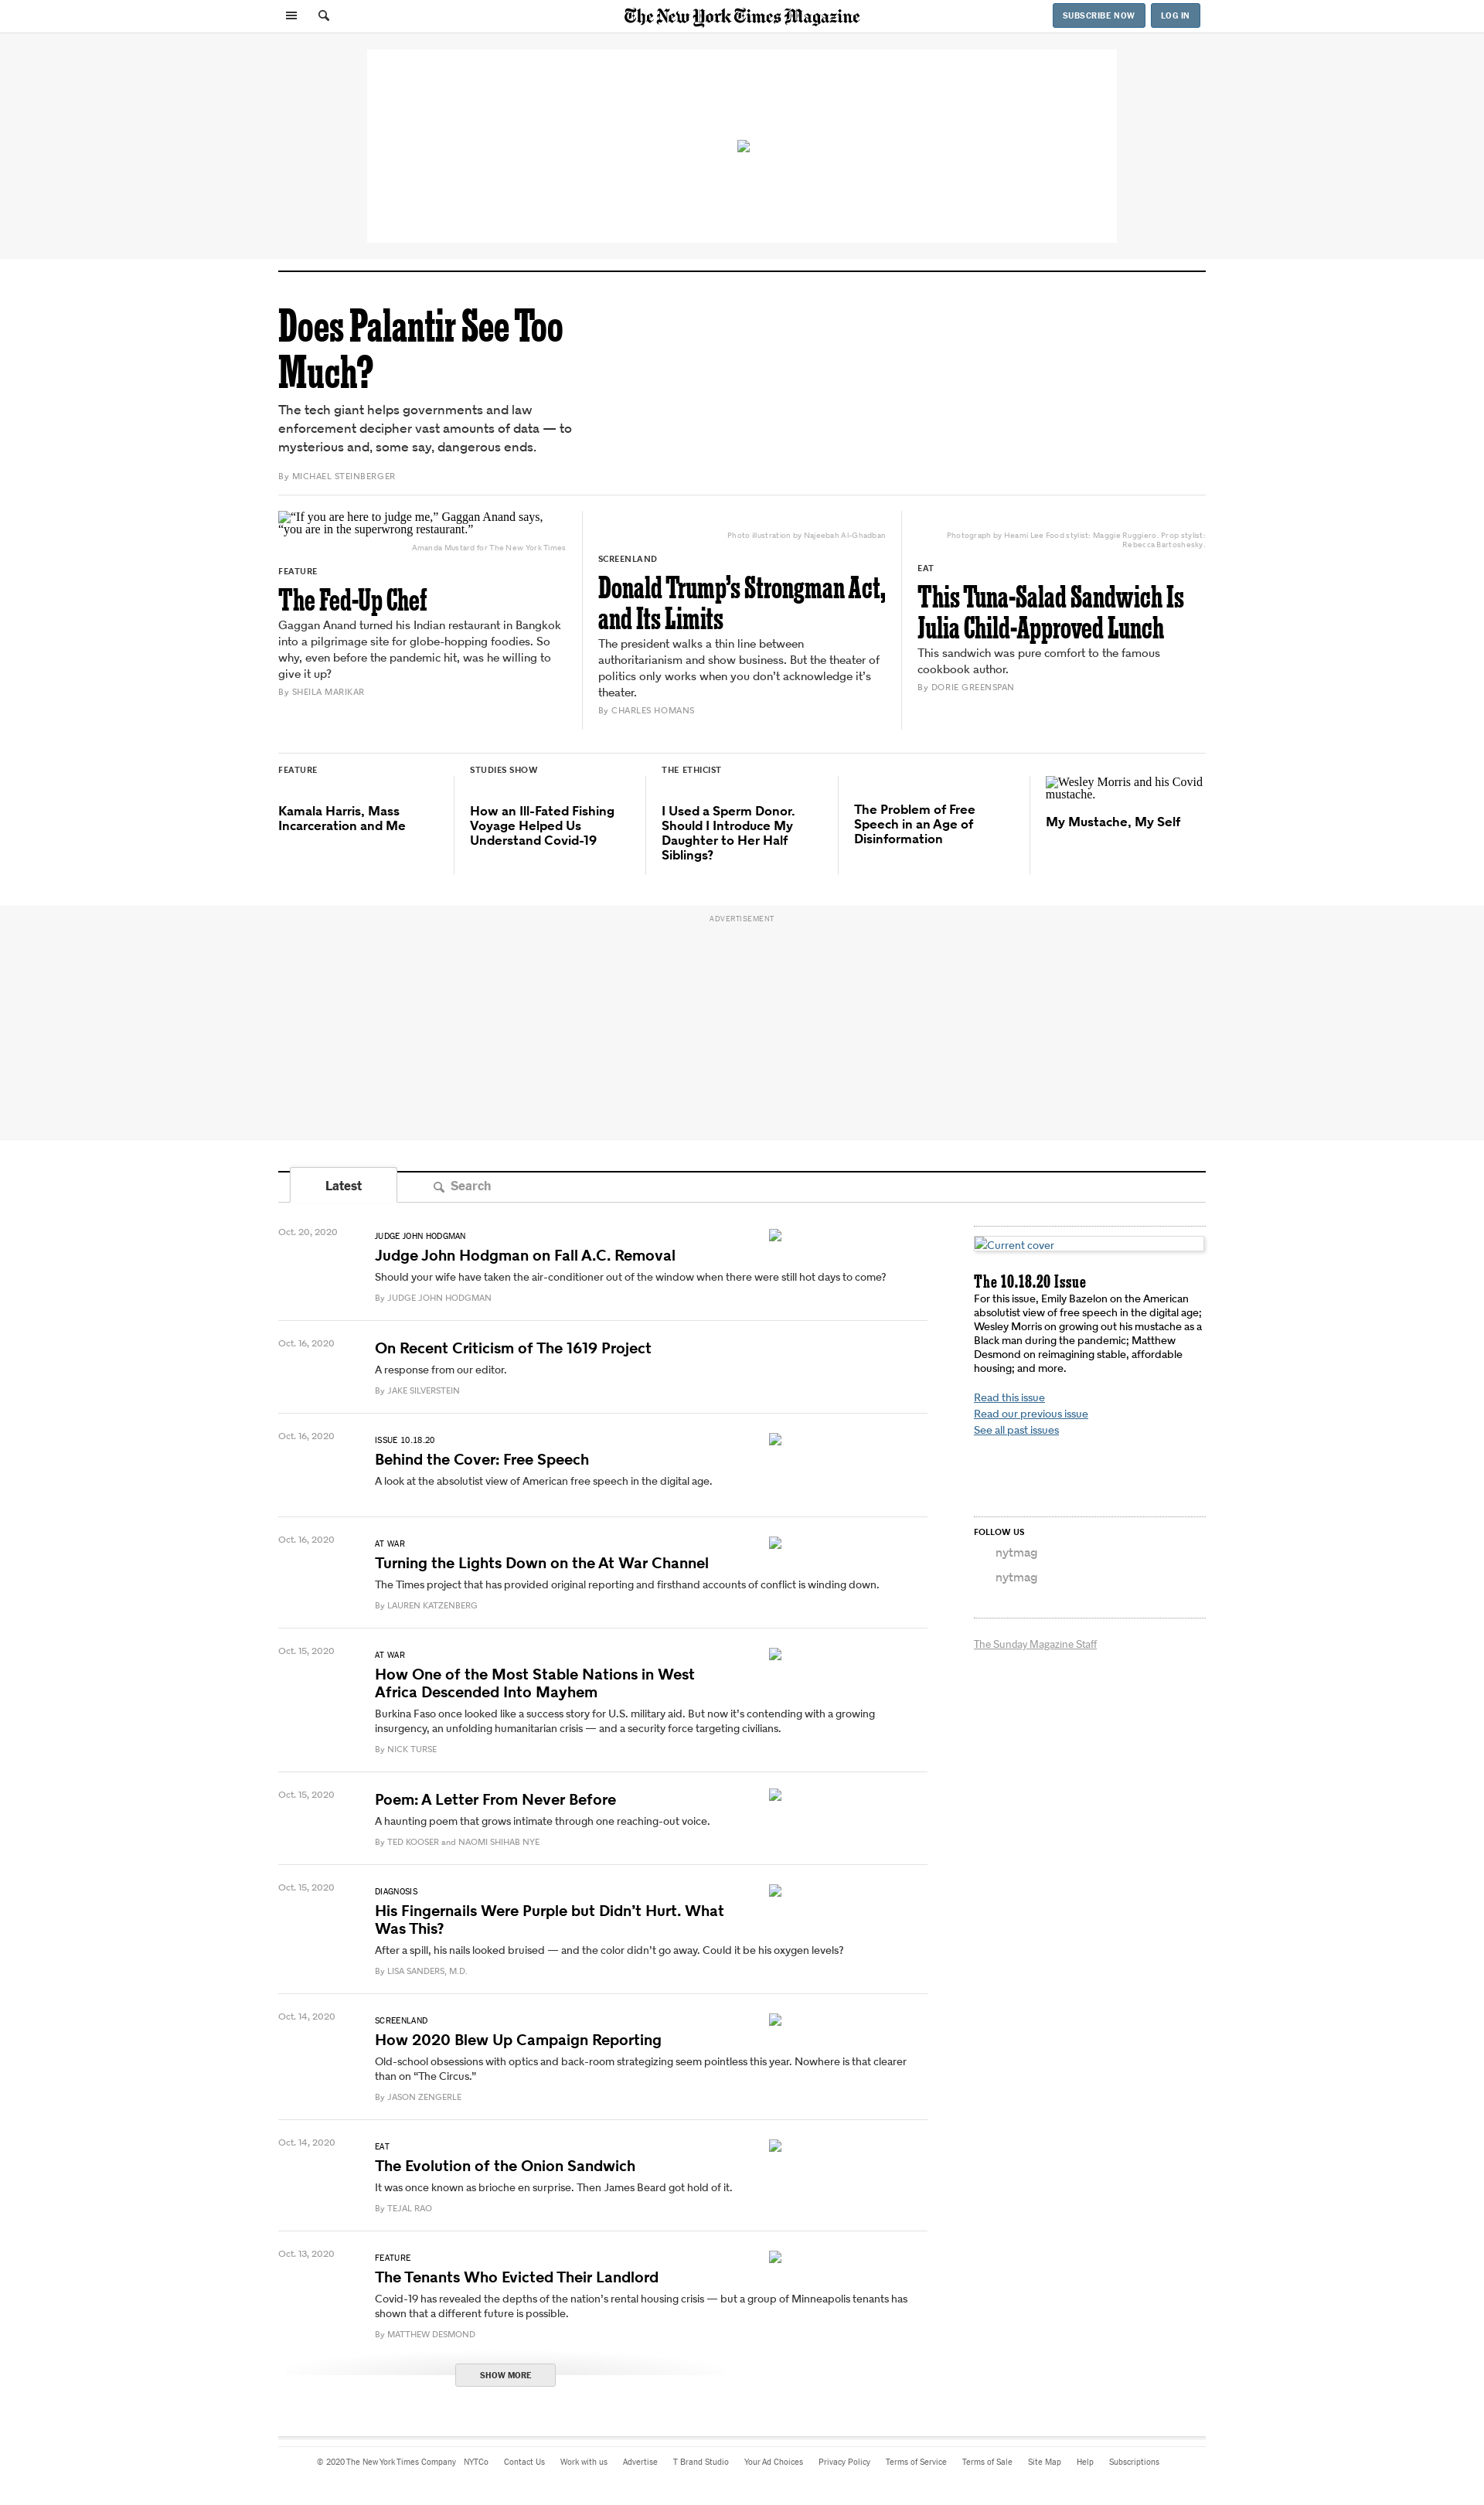 The New York Times Magazine
SUBSCRIBE NOW
LOG IN
Does Palantir See Too
Much?
The tech giant helps governments and law
enforcement decipher vast amounts of data — to
mysterious and, some say, dangerous ends.
By MICHAEL STEINBERGER
“If you are here to judge me,” Gaggan Anand says,
“you are in the superwrong restaurant.”
Amanda Mustard for The New York Times
FEATURE
The Fed-Up Chef
Gaggan Anand turned his Indian restaurant in Bangkok
into a pilgrimage site for globe-hopping foodies. So
why, even before the pandemic hit, was he willing to
give it up?
By SHEILA MARIKAR
Photo illustration by Najeebah Al-Ghadban
SCREENLAND
Donald Trump’s Strongman Act,
and Its Limits
The president walks a thin line between
authoritarianism and show business. But the theater of
politics only works when you don’t acknowledge it’s
theater.
By CHARLES HOMANS
Photograph by Heami Lee Food stylist: Maggie Ruggiero. Prop stylist:
Rebecca Bartoshesky.
EAT
This Tuna-Salad Sandwich Is
Julia Child-Approved Lunch
This sandwich was pure comfort to the famous
cookbook author.
By DORIE GREENSPAN
FEATURE
Kamala Harris, Mass
Incarceration and Me
STUDIES SHOW
How an Ill-Fated Fishing
Voyage Helped Us
Understand Covid-19
THE ETHICIST
I Used a Sperm Donor.
Should I Introduce My
Daughter to Her Half
Siblings?
The Problem of Free
Speech in an Age of
Disinformation
Wesley Morris and his Covid
mustache.
My Mustache, My Self
ADVERTISEMENT
Latest
Search
Oct. 20, 2020
JUDGE JOHN HODGMAN
Judge John Hodgman on Fall A.C. Removal
Should your wife have taken the air-conditioner out of the window when there were still hot days to come?
By JUDGE JOHN HODGMAN
Oct. 16, 2020
On Recent Criticism of The 1619 Project
A response from our editor.
By JAKE SILVERSTEIN
Oct. 16, 2020
ISSUE 10.18.20
Behind the Cover: Free Speech
A look at the absolutist view of American free speech in the digital age.
Oct. 16, 2020
AT WAR
Turning the Lights Down on the At War Channel
The Times project that has provided original reporting and firsthand accounts of conflict is winding down.
By LAUREN KATZENBERG
Oct. 15, 2020
AT WAR
How One of the Most Stable Nations in West
Africa Descended Into Mayhem
Burkina Faso once looked like a success story for U.S. military aid. But now it’s contending with a growing
insurgency, an unfolding humanitarian crisis — and a security force targeting civilians.
By NICK TURSE
Oct. 15, 2020
Poem: A Letter From Never Before
A haunting poem that grows intimate through one reaching-out voice.
By TED KOOSER and NAOMI SHIHAB NYE
Oct. 15, 2020
DIAGNOSIS
His Fingernails Were Purple but Didn’t Hurt. What
Was This?
After a spill, his nails looked bruised — and the color didn’t go away. Could it be his oxygen levels?
By LISA SANDERS, M.D.
Oct. 14, 2020
SCREENLAND
How 2020 Blew Up Campaign Reporting
Old-school obsessions with optics and back-room strategizing seem pointless this year. Nowhere is that clearer
than on “The Circus.”
By JASON ZENGERLE
Oct. 14, 2020
EAT
The Evolution of the Onion Sandwich
It was once known as brioche en surprise. Then James Beard got hold of it.
By TEJAL RAO
Oct. 13, 2020
FEATURE
The Tenants Who Evicted Their Landlord
Covid-19 has revealed the depths of the nation’s rental housing crisis — but a group of Minneapolis tenants has
shown that a different future is possible.
By MATTHEW DESMOND
SHOW MORE
Current cover
The 10.18.20 Issue
For this issue, Emily Bazelon on the American
absolutist view of free speech in the digital age;
Wesley Morris on growing out his mustache as a
Black man during the pandemic; Matthew
Desmond on reimagining stable, affordable
housing; and more.
Read this issue
Read our previous issue
See all past issues
FOLLOW US
nytmag
nytmag
The Sunday Magazine Staff
© 2020 The New York Times Company NYTCo Contact Us Work with us Advertise T Brand Studio Your Ad Choices Privacy Policy Terms of Service Terms of Sale Site Map Help Subscriptions